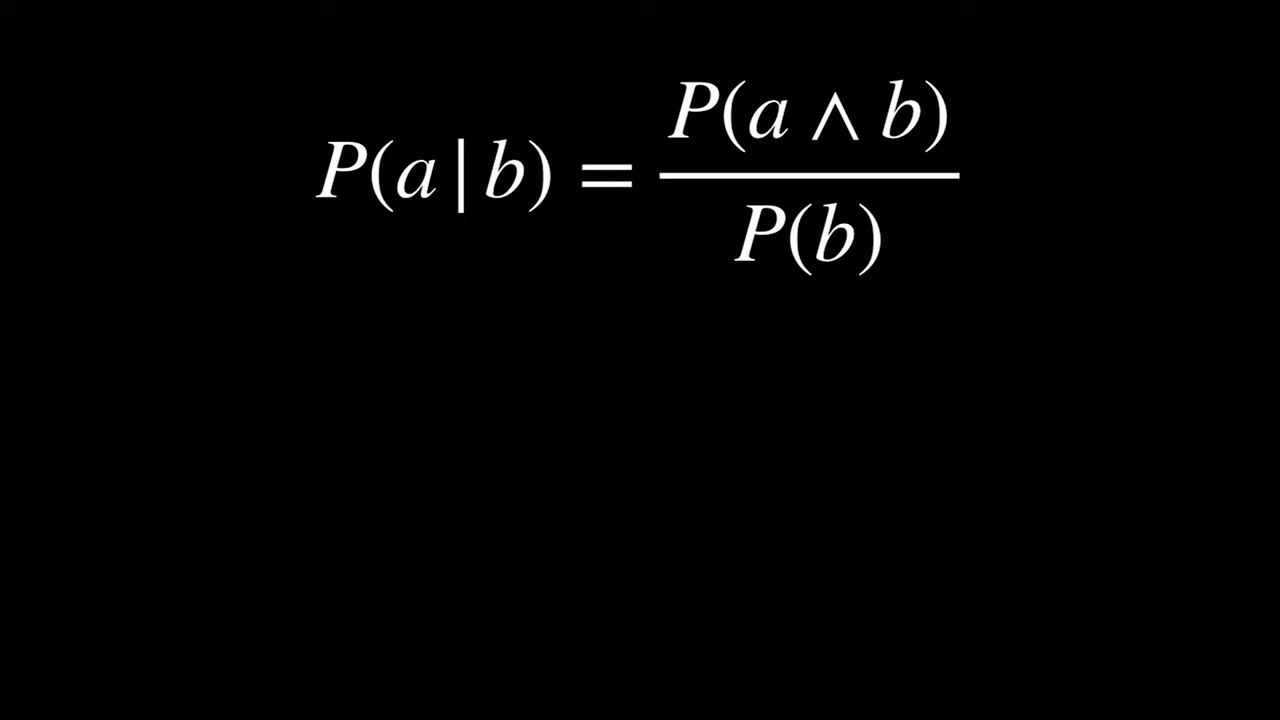 P(a | b) = P(a ∧ b) / P(b)